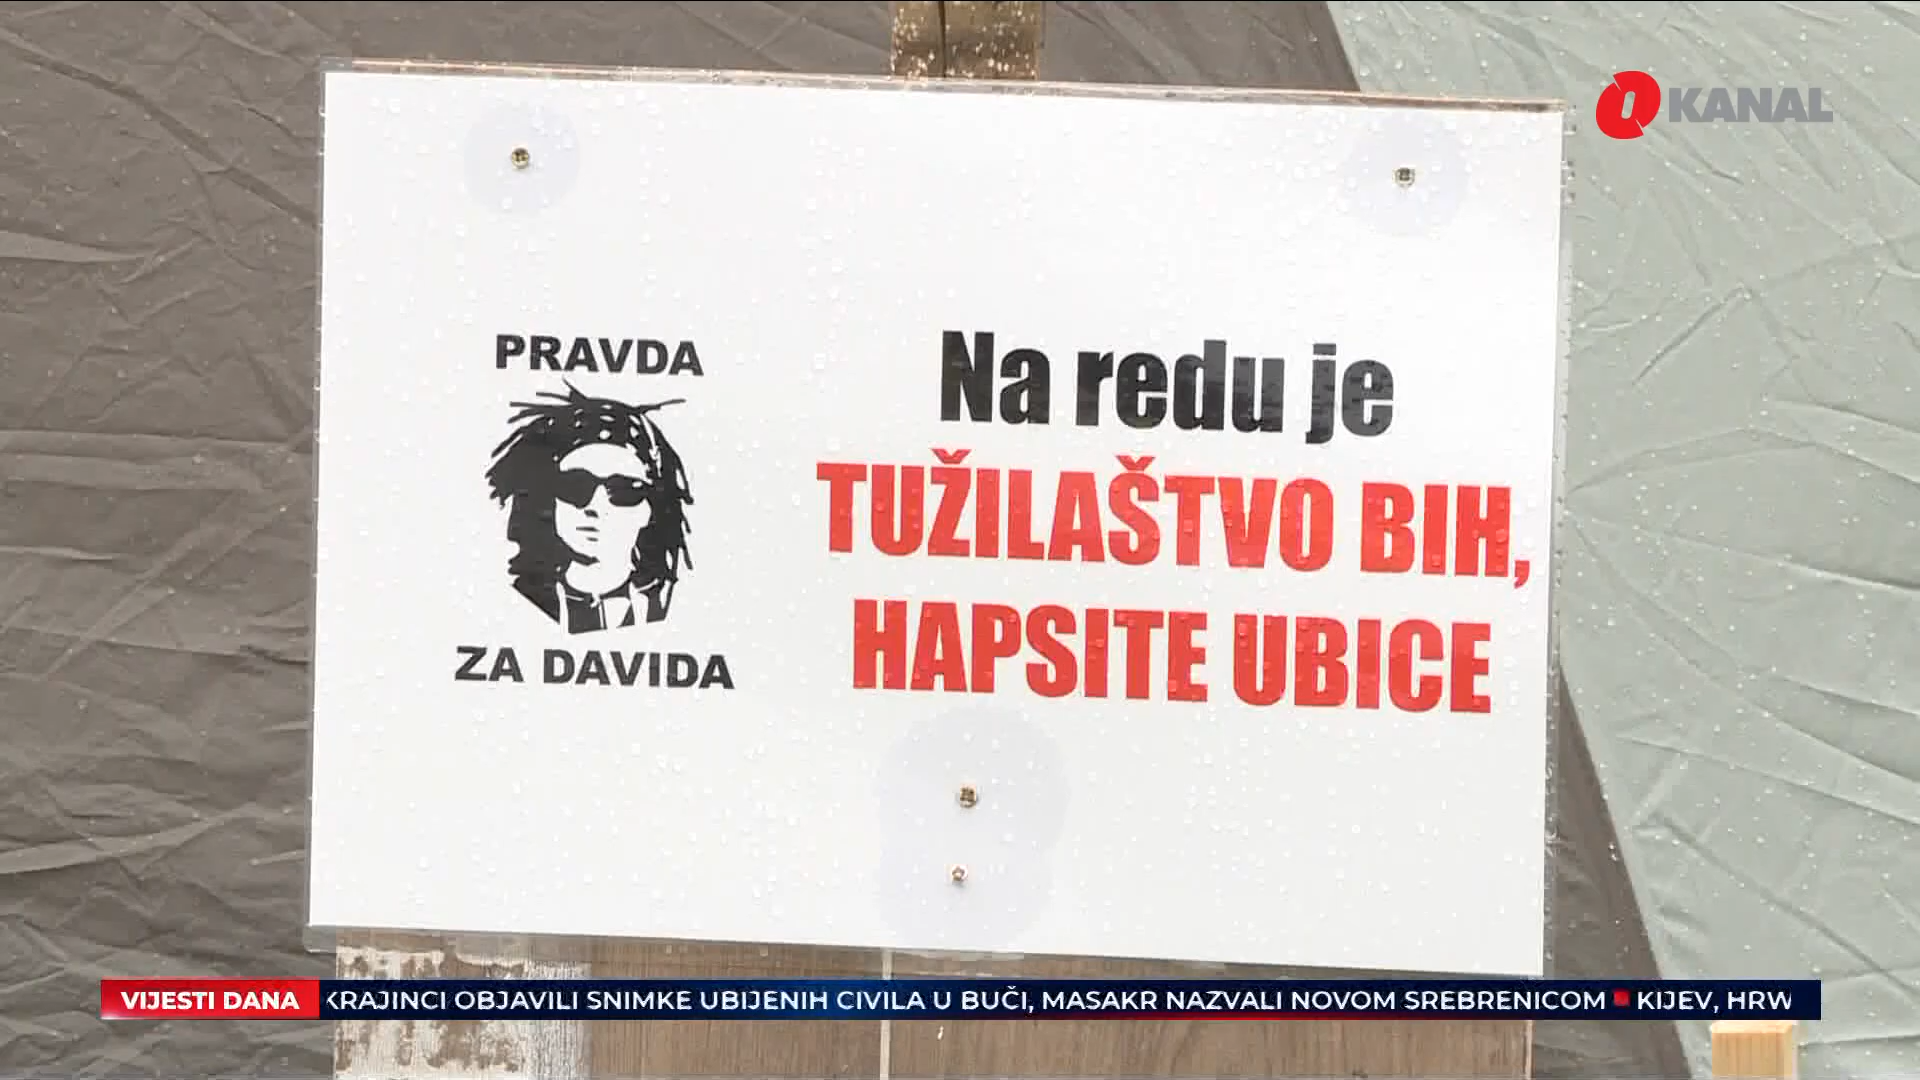 O KANAL
PRAVDA
ZA DAVIDA
Na redu je
TUŽILAŠTVO BIH,
HAPSITE UBICE
VIJESTI DANA
KRAJINCI OBJAVILI SNIMKE UBIJENIH CIVILA U BUČI, MASAKR NAZVALI NOVOM SREBRENICOM
KIJEV, HRW